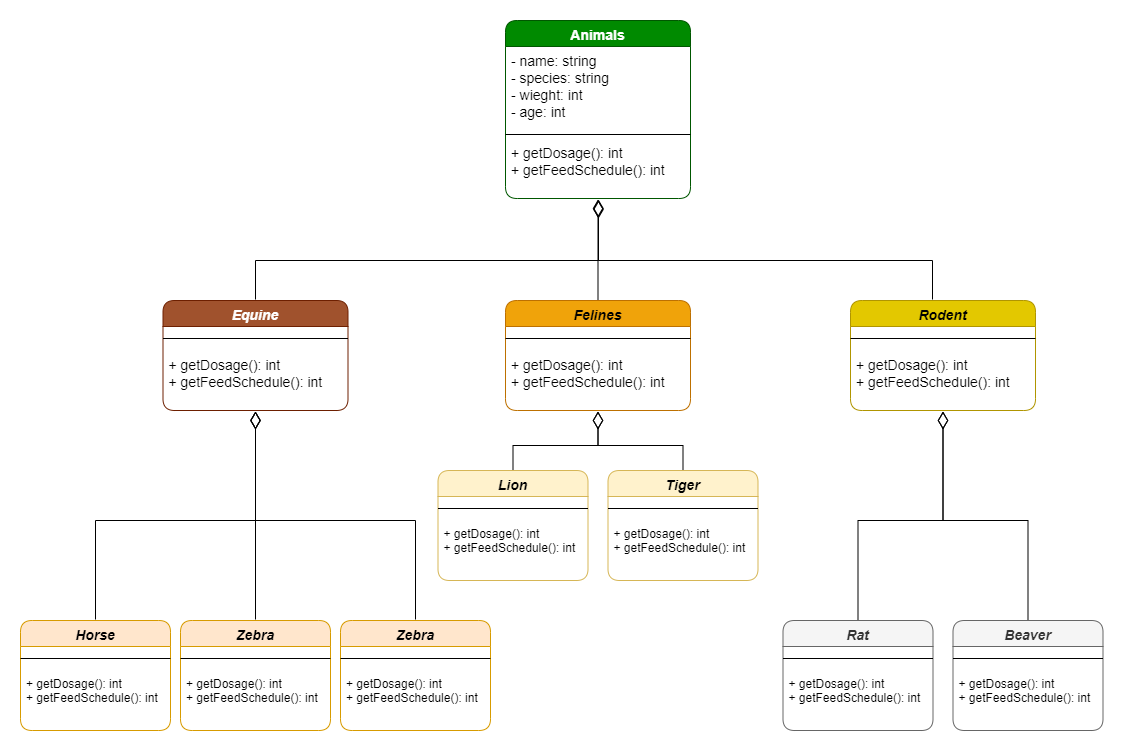 Animals
- name: string
- species: string
- wieght: int
- age: int
+ getDosage(): int
+ getFeedSchedule(): int
Equine
+ getDosage(): int
+ getFeedSchedule(): int
Felines
+ getDosage(): int
+ getFeedSchedule(): int
Rodent
+ getDosage(): int
+ getFeedSchedule(): int
Lion
+ getDosage(): int
+ getFeedSchedule(): int
Tiger
+ getDosage(): int
+ getFeedSchedule(): int
Horse
+ getDosage(): int
+ getFeedSchedule(): int
Zebra
+ getDosage(): int
+ getFeedSchedule(): int
Zebra
+ getDosage(): int
+ getFeedSchedule(): int
Rat
+ getDosage(): int
+ getFeedSchedule(): int
Beaver
+ getDosage(): int
+ getFeedSchedule(): int